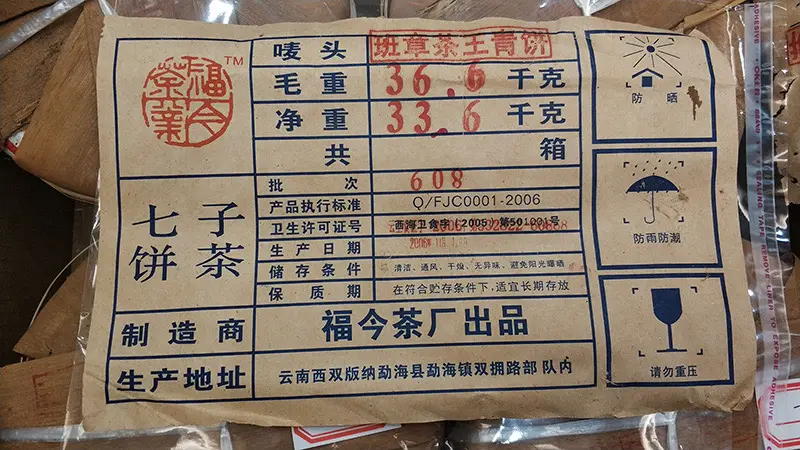 福今茶業 TM
唛头 班章茶王青饼
毛重 36.6 千克
净重 33.6 千克
共 箱
批次 608
产品执行标准 Q/FJC0001-2006
卫生许可证号 西海卫食字(2005)第501001号
生产日期 2006年
储存条件 清洁、通风、干燥、无异味、避免阳光曝晒
保质期 在符合贮存条件下,适宜长期存放
七子
饼茶
制造商 福今茶厂出品
生产地址 云南西双版纳勐海县勐海镇双拥路部队内
防晒
防雨防潮
请勿重压